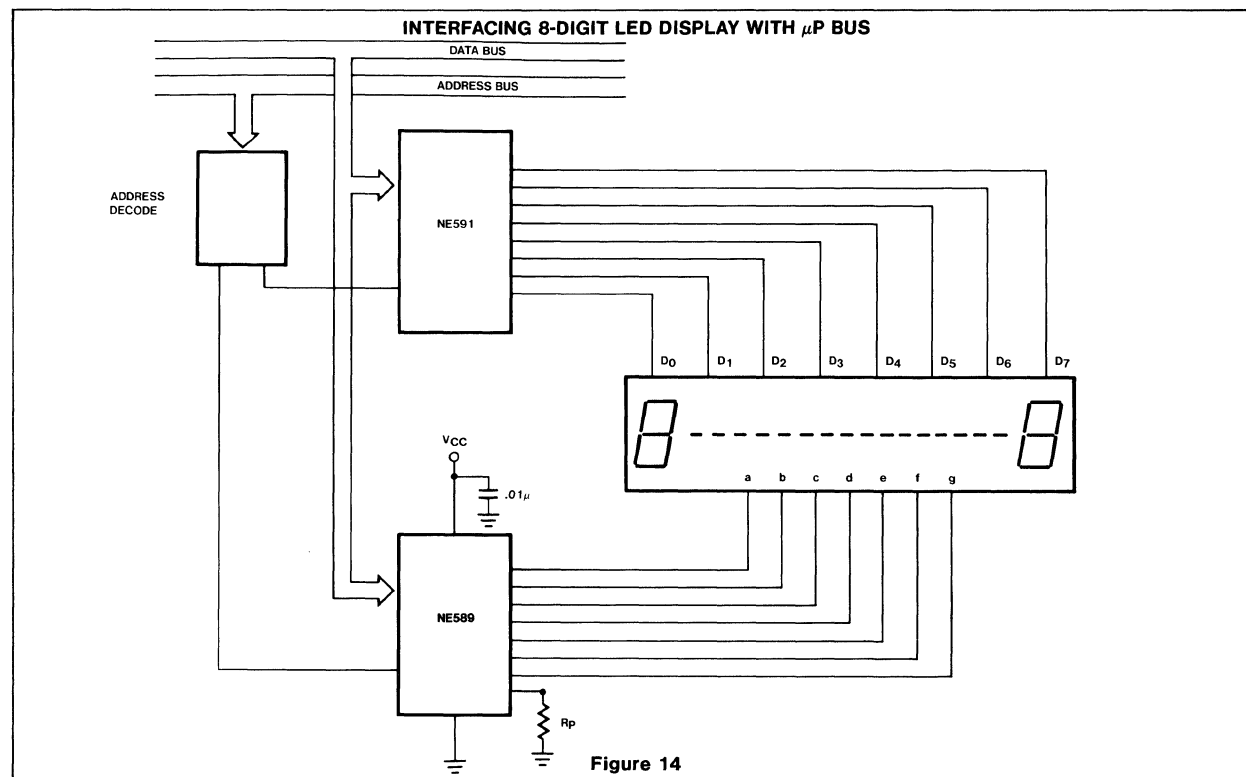 INTERFACING 8-DIGIT LED DISPLAY WITH μP BUS
DATA BUS
ADDRESS BUS
ADDRESS
DECODE
NE591
D0 D1 D2 D3 D4 D5 D6 D7
VCC
.01μ
a b c d e f g
NE589
Rp
Figure 14